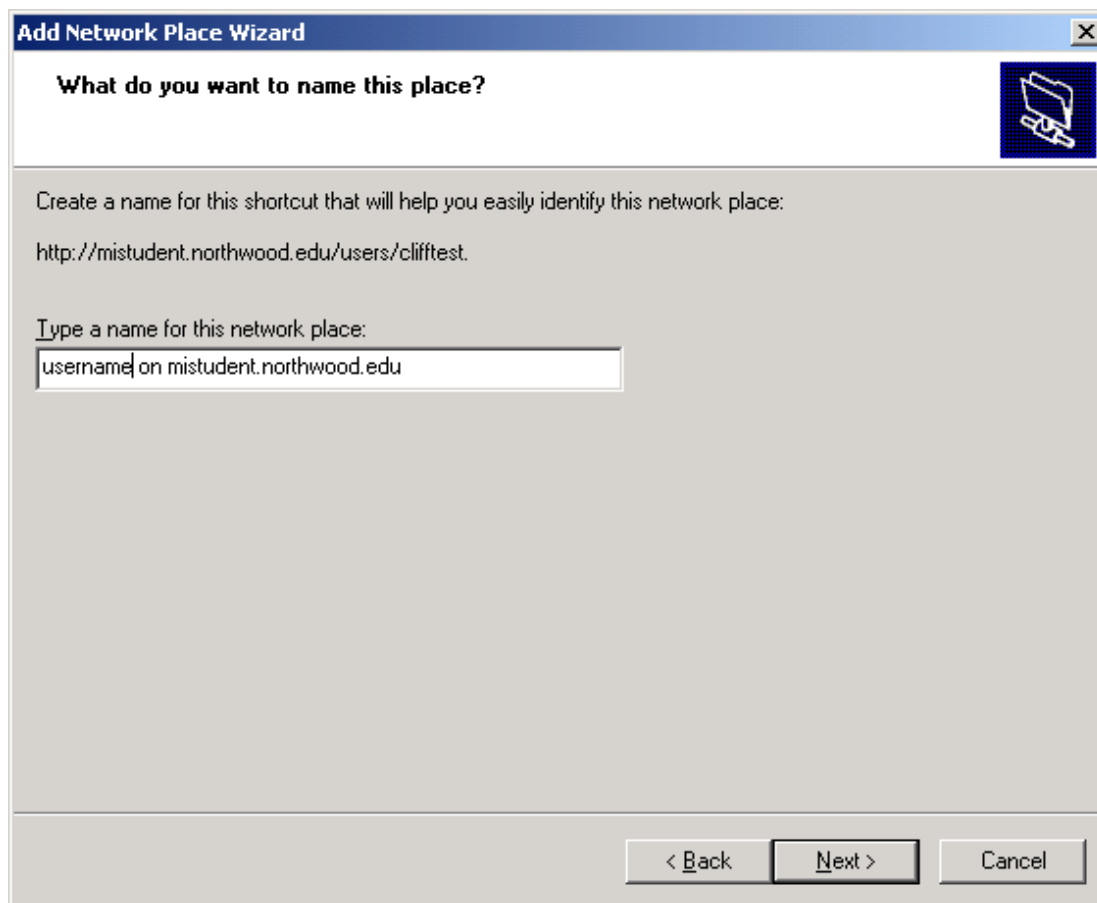 Add Network Place Wizard
What do you want to name this place?
Create a name for this shortcut that will help you easily identify this network place:
http://mistudent.northwood.edu/users/clifftest.
Type a name for this network place:
username on mistudent.northwood.edu
< Back
Next >
Cancel